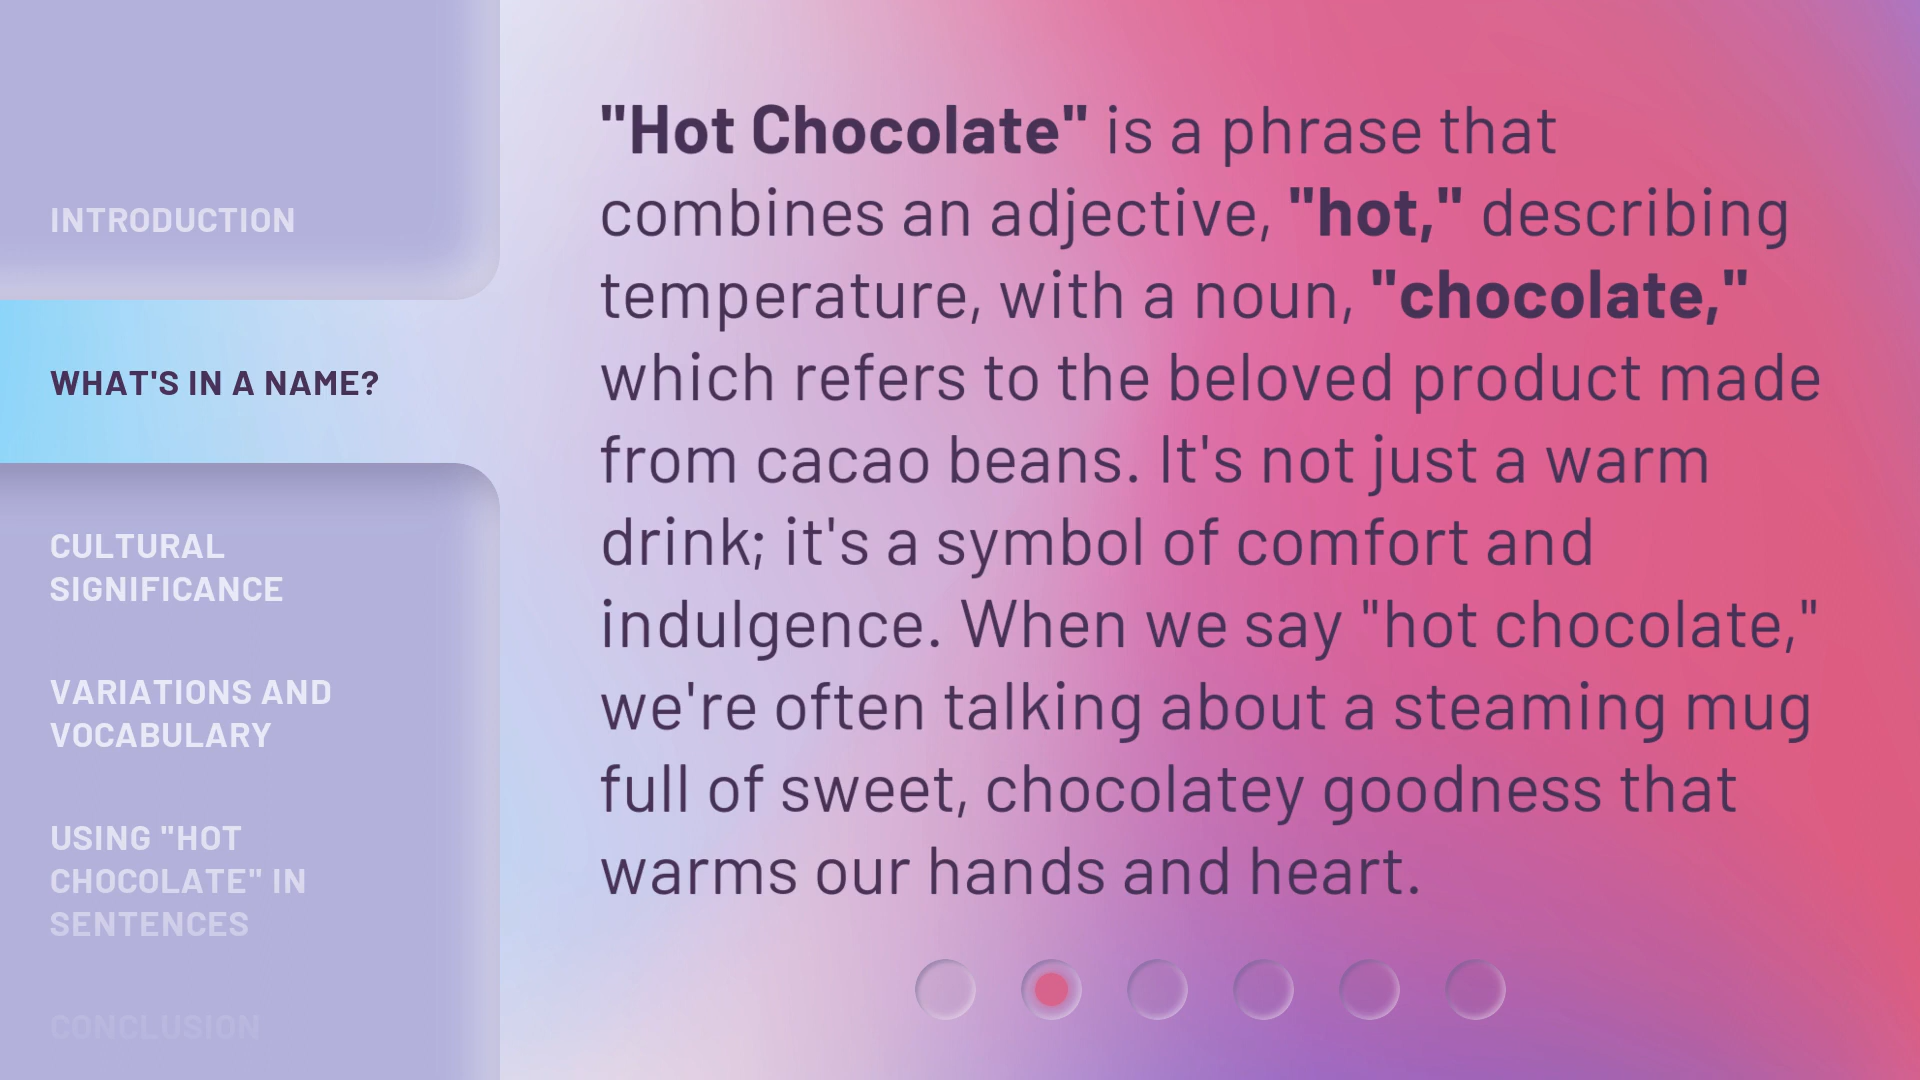 INTRODUCTION
WHAT'S IN A NAME?
CULTURAL
SIGNIFICANCE
VARIATIONS AND
VOCABULARY
USING "HOT
CHOCOLATE" IN
SENTENCES
CONCLUSION
"Hot Chocolate" is a phrase that
combines an adjective, "hot," describing
temperature, with a noun, "chocolate,"
which refers to the beloved product made
from cacao beans. It's not just a warm
drink; it's a symbol of comfort and
indulgence. When we say "hot chocolate,"
we're often talking about a steaming mug
full of sweet, chocolatey goodness that
warms our hands and heart.